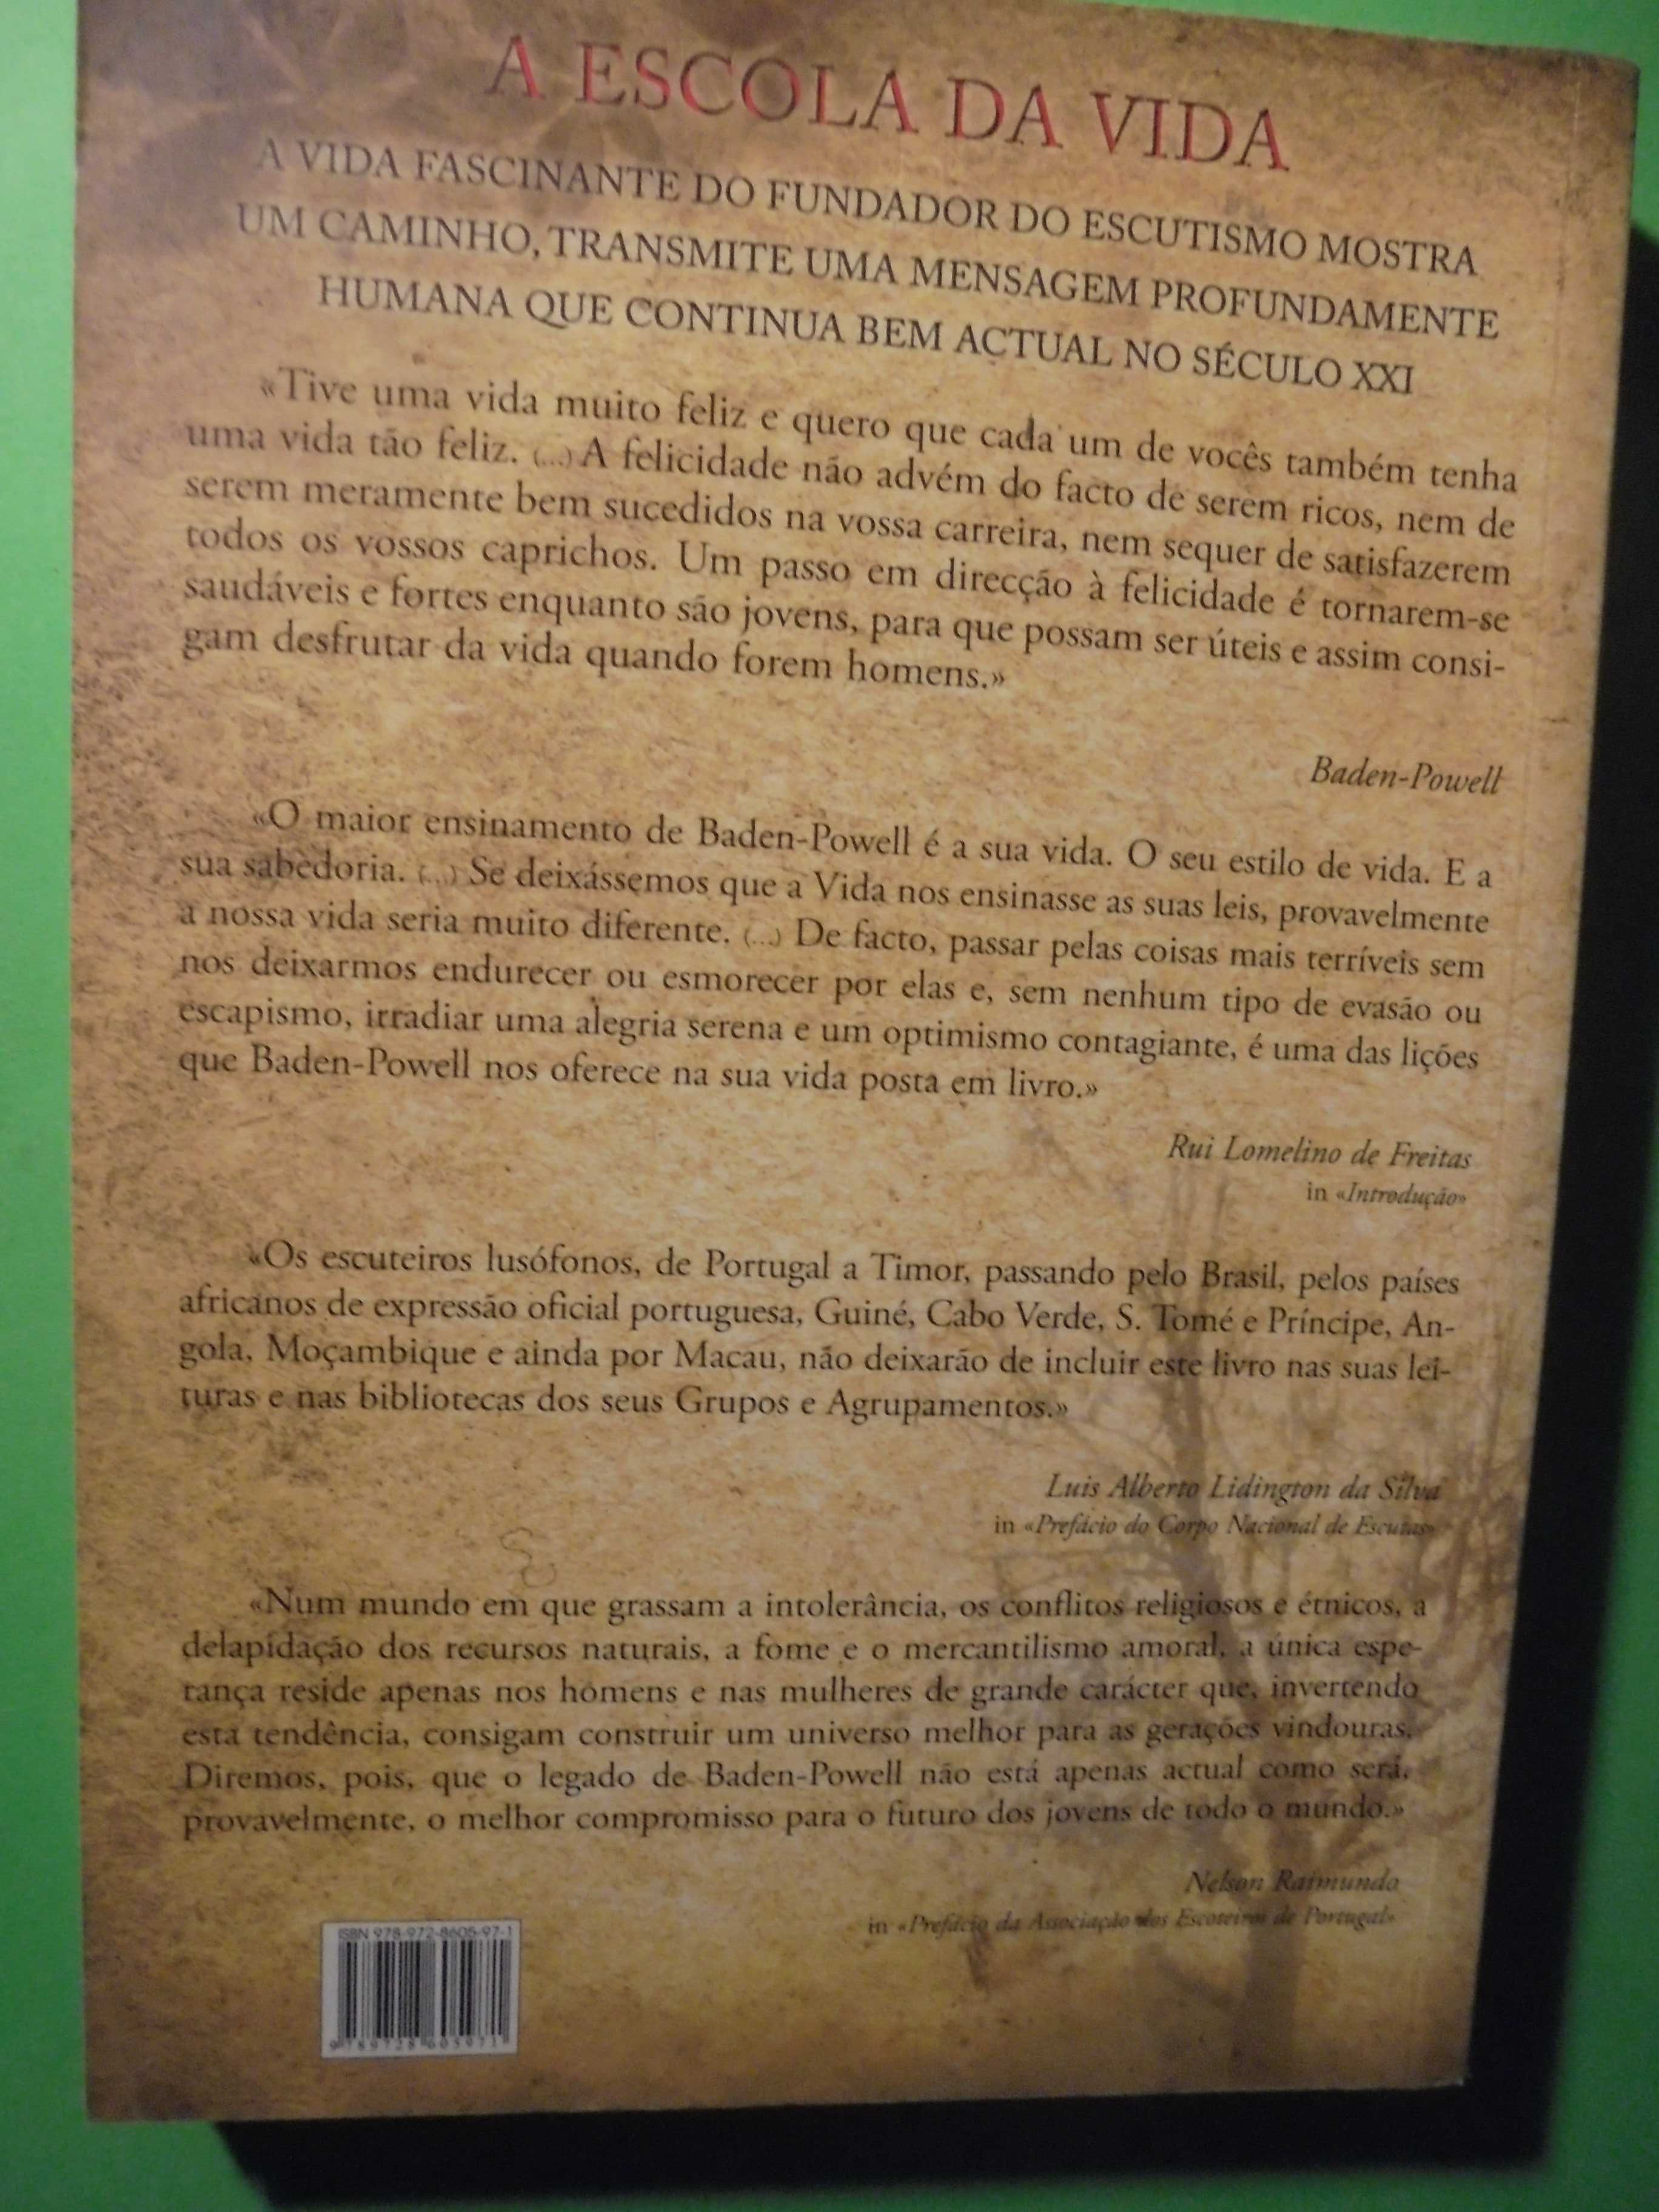 A ESCOLA DA VIDA
A VIDA FASCINANTE DO FUNDADOR DO ESCUTISMO MOSTRA
UM CAMINHO, TRANSMITE UMA MENSAGEM PROFUNDAMENTE
HUMANA QUE CONTINUA BEM ACTUAL NO SÉCULO XXI
«Tive uma vida muito feliz e quero que cada um de vocês também tenha
uma vida tão feliz. (...) A felicidade não advém do facto de serem ricos, nem de
serem meramente bem sucedidos na vossa carreira, nem sequer de satisfazerem
todos os vossos caprichos. Um passo em direcção à felicidade é tornarem-se
saudáveis e fortes enquanto são jovens, para que possam ser úteis e assim consi-
gam desfrutar da vida quando forem homens.»
Baden-Powell
«O maior ensinamento de Baden-Powell é a sua vida. O seu estilo de vida. E a
sua sabedoria. (...) Se deixássemos que a Vida nos ensinasse as suas leis, provavelmente
a nossa vida seria muito diferente. (...) De facto, passar pelas coisas mais terríveis sem
nos deixarmos endurecer ou esmorecer por elas e, sem nenhum tipo de evasão ou
escapismo, irradiar uma alegria serena e um optimismo contagiante, é uma das lições
que Baden-Powell nos oferece na sua vida posta em livro.»
Rui Lomelino de Freitas
in «Introdução»
«Os escuteiros lusófonos, de Portugal a Timor, passando pelo Brasil, pelos países
africanos de expressão oficial portuguesa, Guiné, Cabo Verde, S. Tomé e Príncipe, An-
gola, Moçambique e ainda por Macau, não deixarão de incluir este livro nas suas lei-
turas e nas bibliotecas dos seus Grupos e Agrupamentos.»
Luis Alberto Lidington da Silva
in «Prefácio do Corpo Nacional de Escutas»
«Num mundo em que grassam a intolerância, os conflitos religiosos e étnicos, a
delapidação dos recursos naturais, a fome e o mercantilismo amoral, a única espe-
rança reside apenas nos homens e nas mulheres de grande carácter que, invertendo
esta tendência, consigam construir um universo melhor para as gerações vindouras.
Diremos, pois, que o legado de Baden-Powell não está apenas actual como será,
provavelmente, o melhor compromisso para o futuro dos jovens de todo o mundo.»
Nelson Raimundo
in «Prefácio da Associação dos Escoteiros de Portugal»
ISBN 978-972-8605-97-1
9 789728 605971